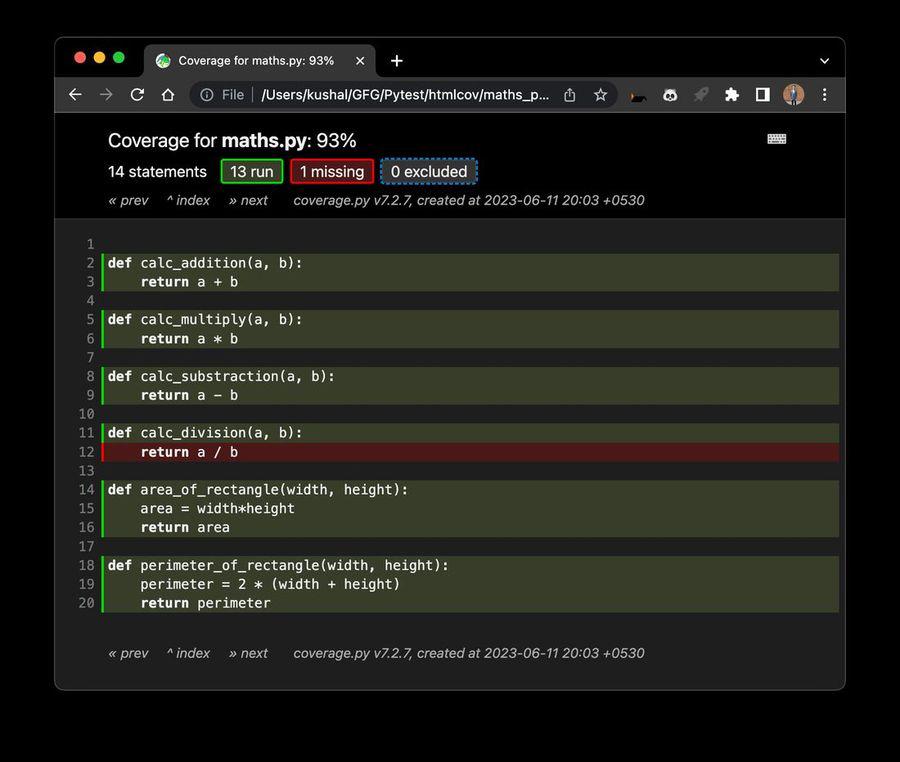 Coverage for maths.py: 93%
File /Users/kushal/GFG/Pytest/htmlcov/maths_p...
Coverage for maths.py: 93%
14 statements 13 run 1 missing 0 excluded
« prev ^ index » next coverage.py v7.2.7, created at 2023-06-11 20:03 +0530
1
2 def calc_addition(a, b):
3     return a + b
4
5 def calc_multiply(a, b):
6     return a * b
7
8 def calc_substraction(a, b):
9     return a - b
10
11 def calc_division(a, b):
12     return a / b
13
14 def area_of_rectangle(width, height):
15     area = width*height
16     return area
17
18 def perimeter_of_rectangle(width, height):
19     perimeter = 2 * (width + height)
20     return perimeter
« prev ^ index » next coverage.py v7.2.7, created at 2023-06-11 20:03 +0530